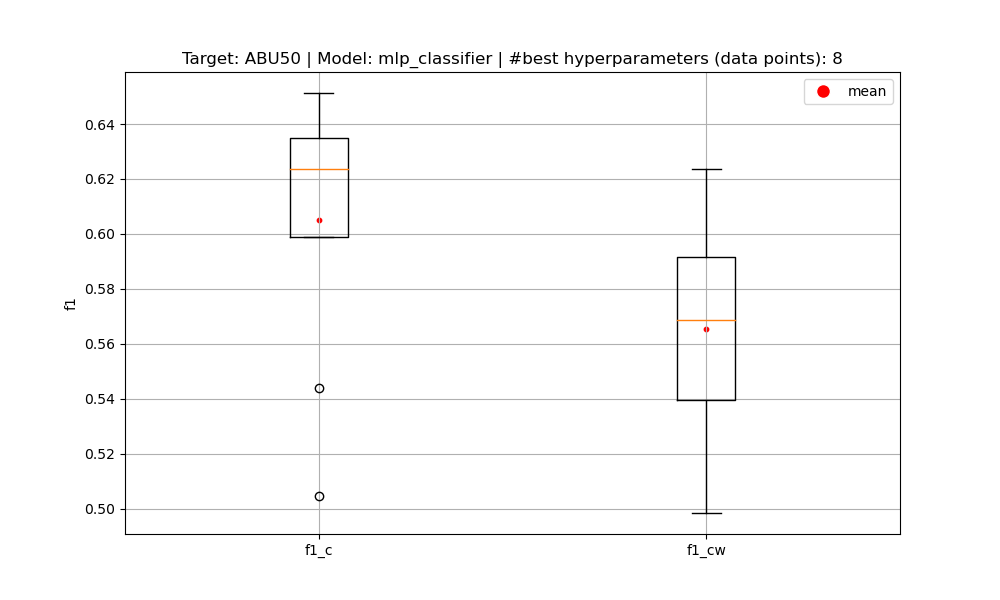 Target: ABU50 | Model: mlp_classifier | #best hyperparameters (data points): 8
mean
0.64
0.62
0.60
0.58
0.56
0.54
0.52
0.50
f1
f1_c
f1_cw